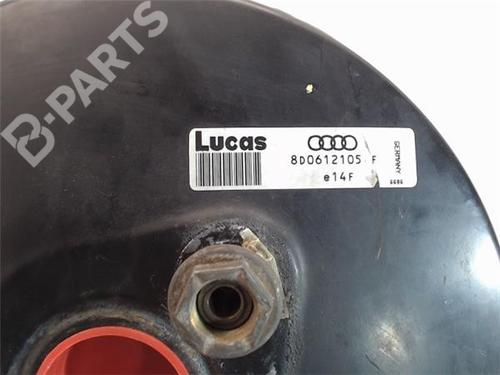 B-PARTS
Lucas
8D0612105 F
e14F
GERMANY